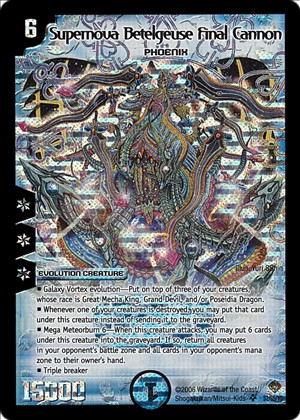 6
Supernova Betelgeuse Final Cannon
PHOENIX
EVOLUTION CREATURE
■ Galaxy Vortex evolution—Put on top of three of your creatures,
whose race is Great Mecha King, Grand Devil, and/or Poseidia Dragon.
■ Whenever one of your creatures is destroyed, you may put that card
under this creature instead of sending it to the graveyard.
■ Mega Meteorburn 6 — When this creature attacks, you may put 6 cards
under this creature into the graveyard. If so, return all creatures
in your opponent's battle zone and all cards in your opponent's mana
zone to their owner's hand.
■ Triple breaker
15000
1
©2006 Wizards of the Coast/
Shogakukan/Mitsui-Kids